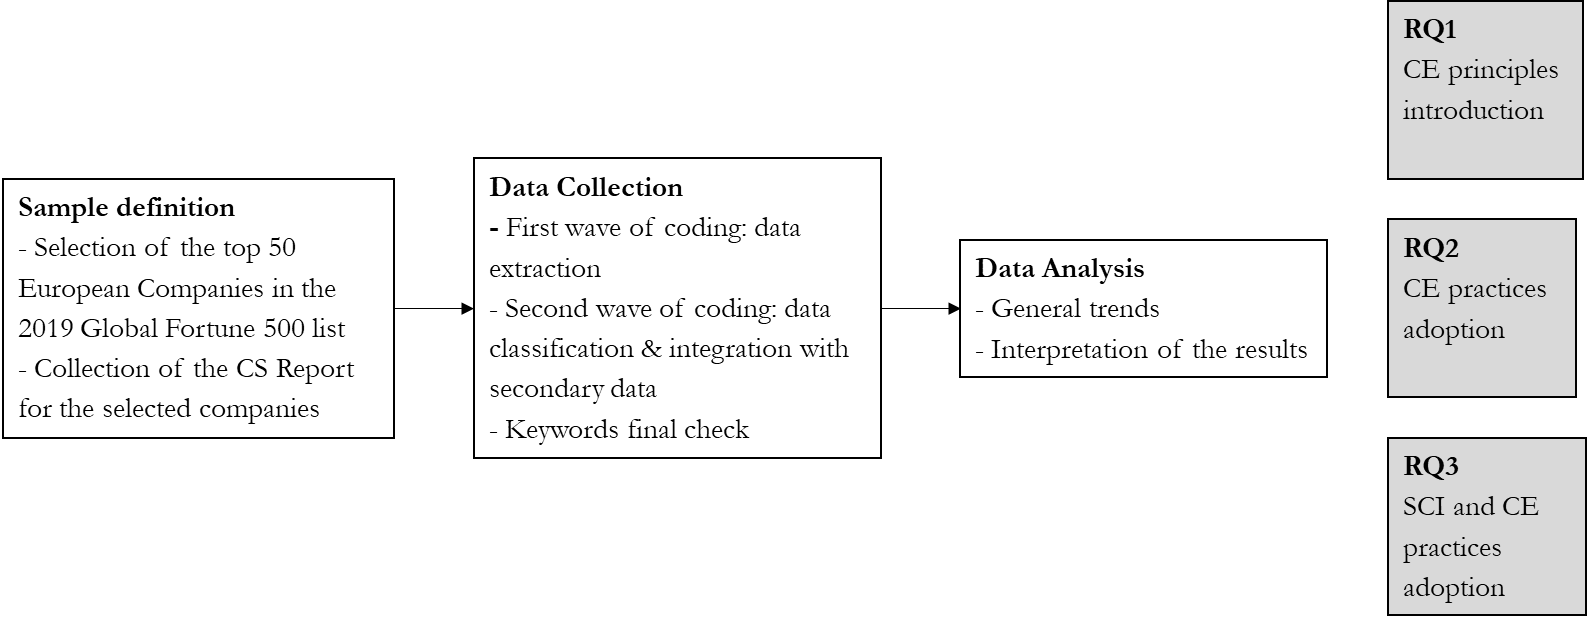 Sample definition
- Selection of the top 50
European Companies in the
2019 Global Fortune 500 list
- Collection of the CS Report
for the selected companies
Data Collection
- First wave of coding: data
extraction
- Second wave of coding: data
classification & integration with
secondary data
- Keywords final check
Data Analysis
- General trends
- Interpretation of the results
RQ1
CE principles
introduction
RQ2
CE practices
adoption
RQ3
SCI and CE
practices
adoption